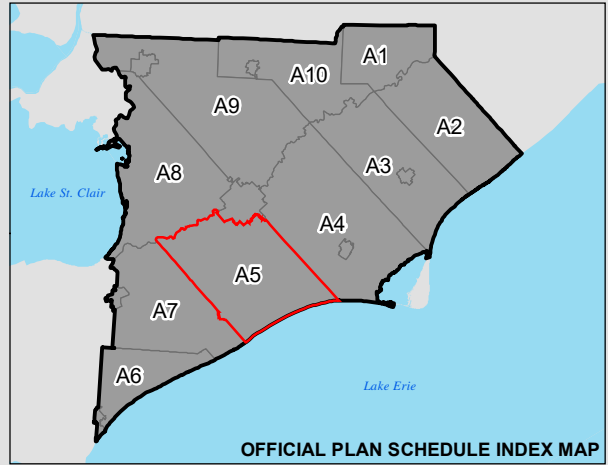 A1
A10
A9
A2
A3
A8
Lake St. Clair
A4
A5
A7
A6
Lake Erie
OFFICIAL PLAN SCHEDULE INDEX MAP